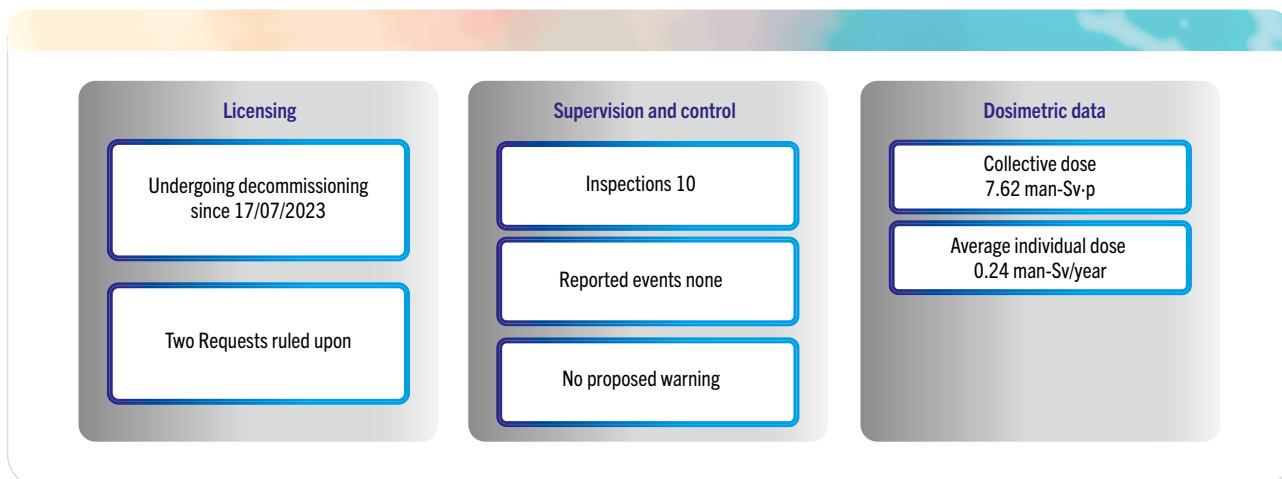 Licensing
Undergoing decommissioning
since 17/07/2023
Two Requests ruled upon
Supervision and control
Inspections 10
Reported events none
No proposed warning
Dosimetric data
Collective dose
7.62 man-Sv·p
Average individual dose
0.24 man-Sv/year